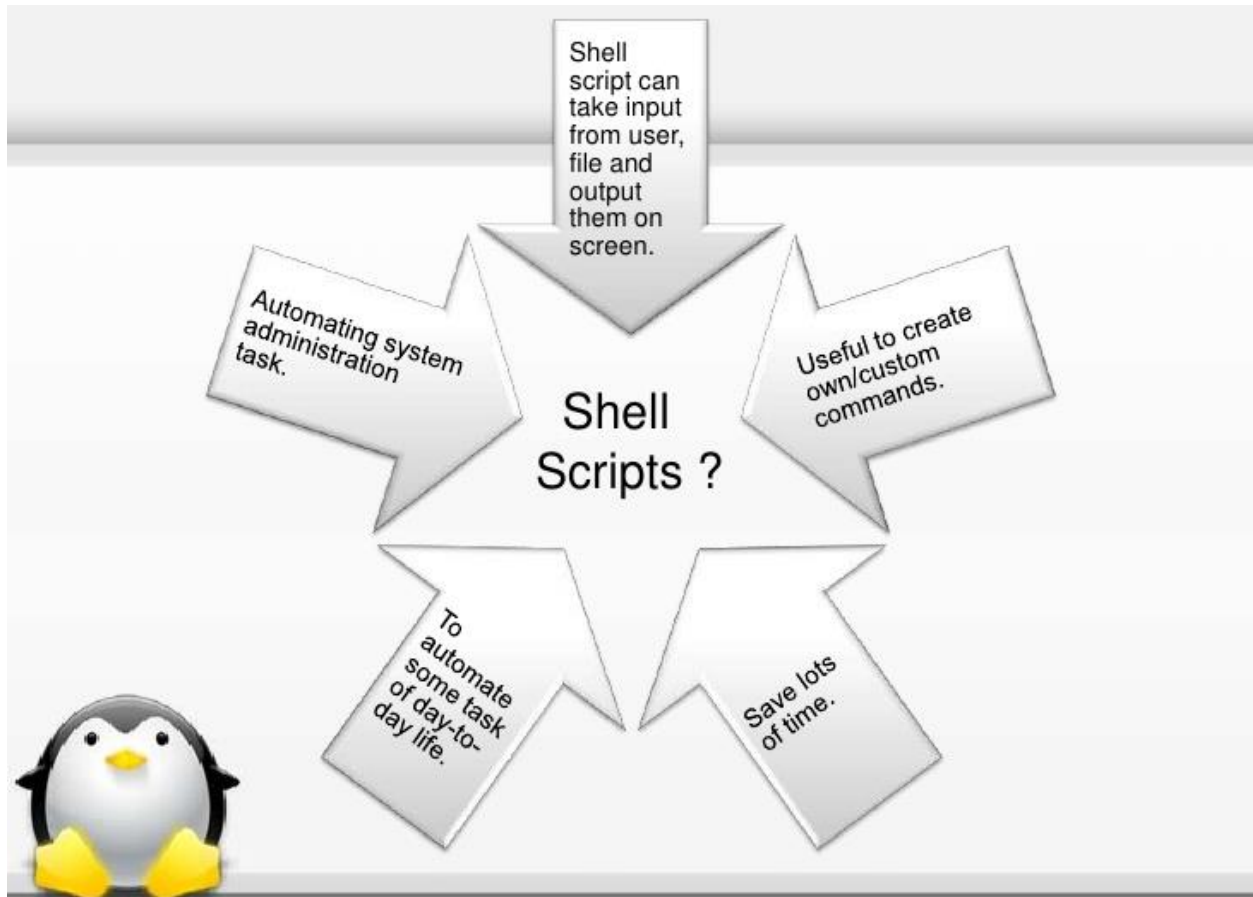 Shell
script can
take input
from user,
file and
output
them on
screen.
Automating system
administration
task.
Useful to create
own/custom
commands.
Shell
Scripts ?
To
automate
some task
of day-to-
day life.
Save lots
of time.